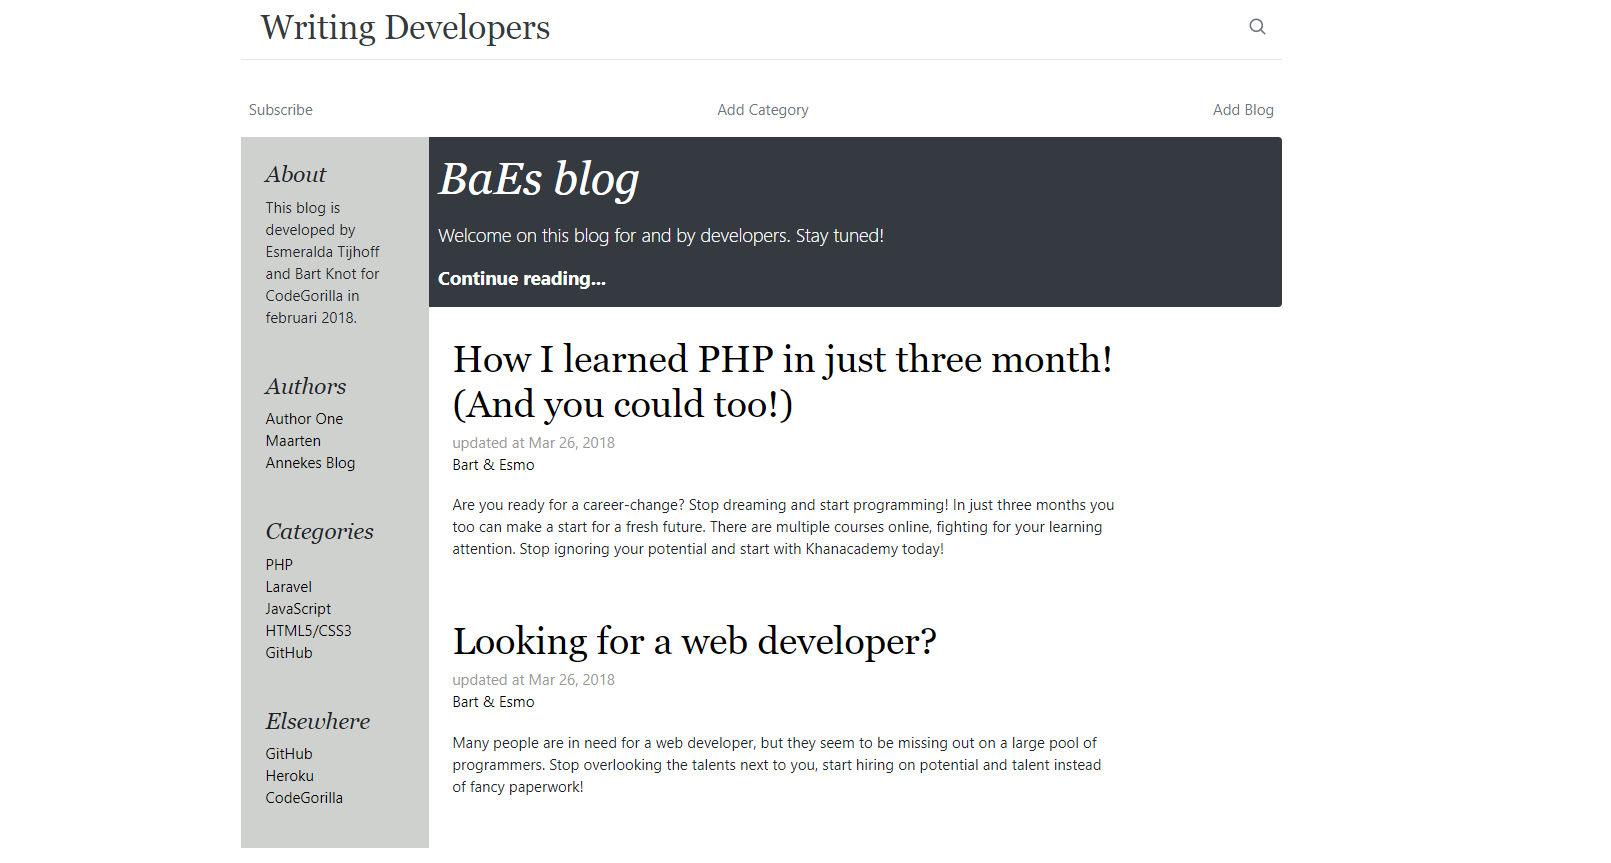 Writing Developers
Subscribe
Add Category
Add Blog
About
This blog is
developed by
Esmeralda Tijhoff
and Bart Knot for
CodeGorilla in
februari 2018.
Authors
Author One
Maarten
Annekes Blog
Categories
PHP
Laravel
JavaScript
HTML5/CSS3
GitHub
Elsewhere
GitHub
Heroku
CodeGorilla
BaEs blog
Welcome on this blog for and by developers. Stay tuned!
Continue reading...
How I learned PHP in just three month!
(And you could too!)
updated at Mar 26, 2018
Bart & Esmo
Are you ready for a career-change? Stop dreaming and start programming! In just three months you
too can make a start for a fresh future. There are multiple courses online, fighting for your learning
attention. Stop ignoring your potential and start with Khanacademy today!
Looking for a web developer?
updated at Mar 26, 2018
Bart & Esmo
Many people are in need for a web developer, but they seem to be missing out on a large pool of
programmers. Stop overlooking the talents next to you, start hiring on potential and talent instead
of fancy paperwork!